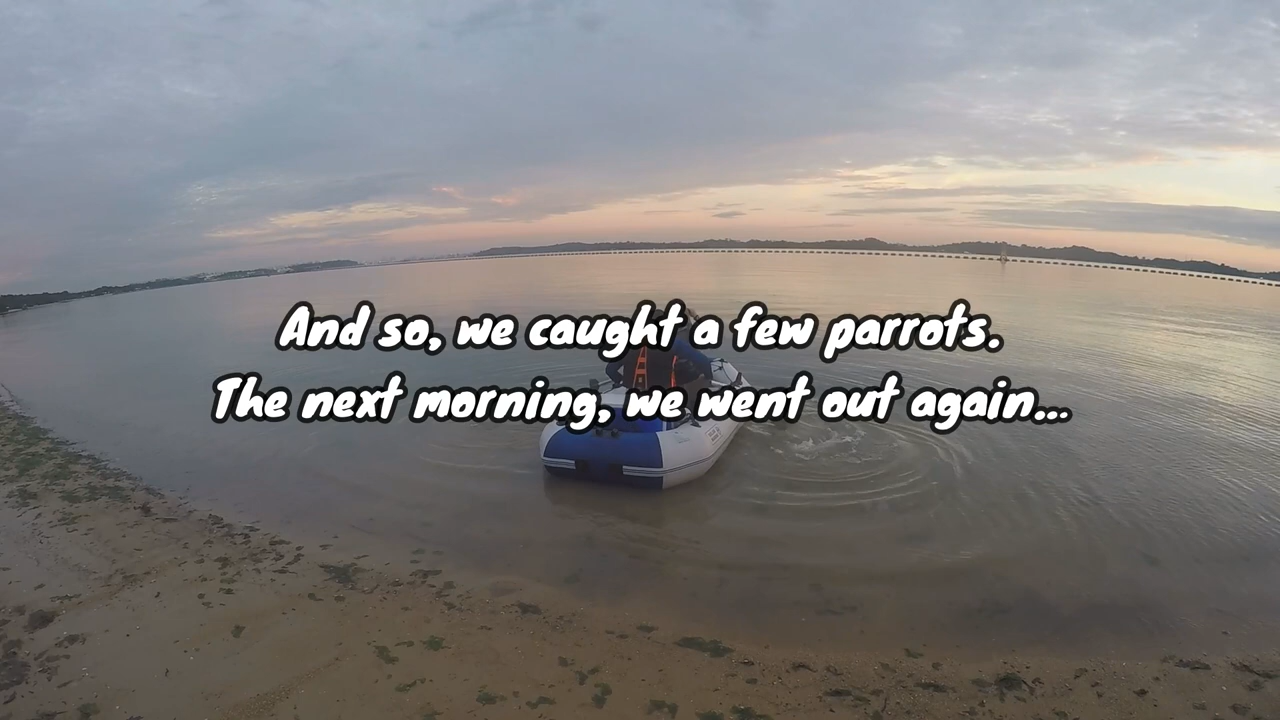 And so, we caught a few parrots.
The next morning, we went out again...